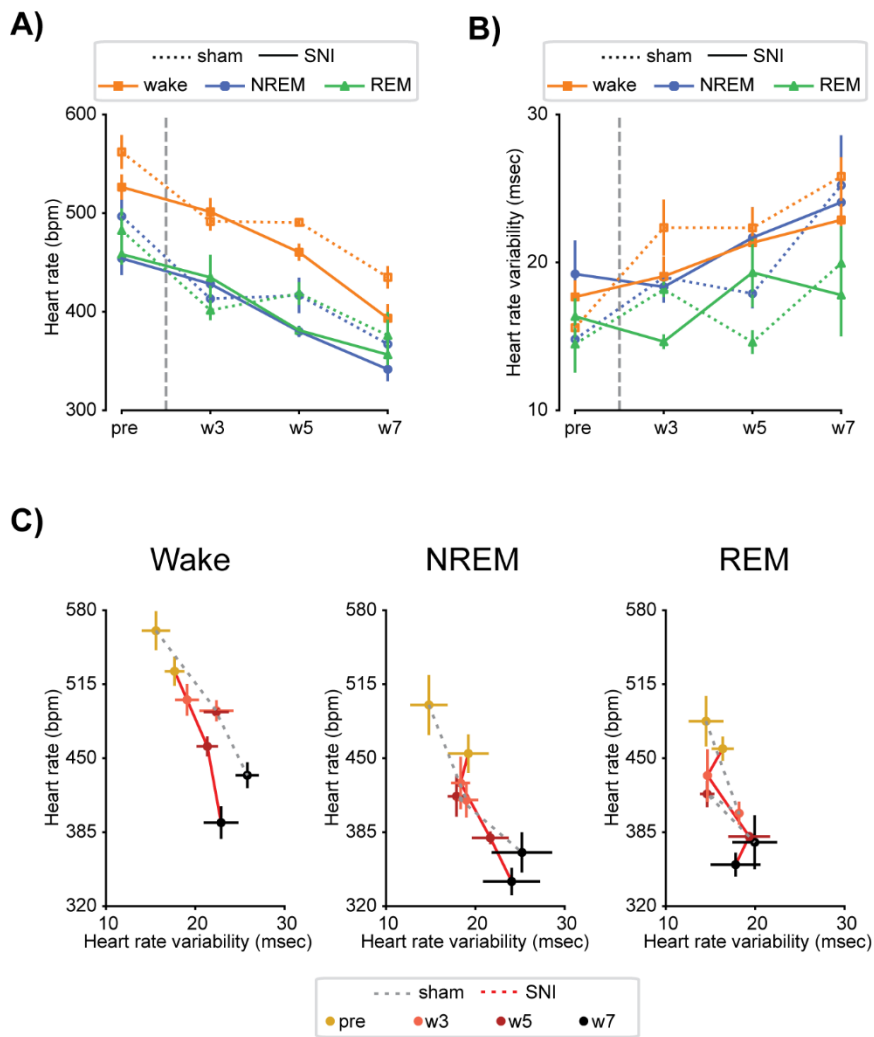 A)
sham SNI
wake NREM REM
600
500
400
300
Heart rate (bpm)
pre w3 w5 w7
B)
sham SNI
wake NREM REM
30
20
10
Heart rate variability (msec)
pre w3 w5 w7
C)
Wake
580
515
450
385
320
Heart rate (bpm)
10 20 30
Heart rate variability (msec)
NREM
580
515
450
385
320
Heart rate (bpm)
10 20 30
Heart rate variability (msec)
REM
580
515
450
385
320
Heart rate (bpm)
10 20 30
Heart rate variability (msec)
sham SNI
pre w3 w5 w7